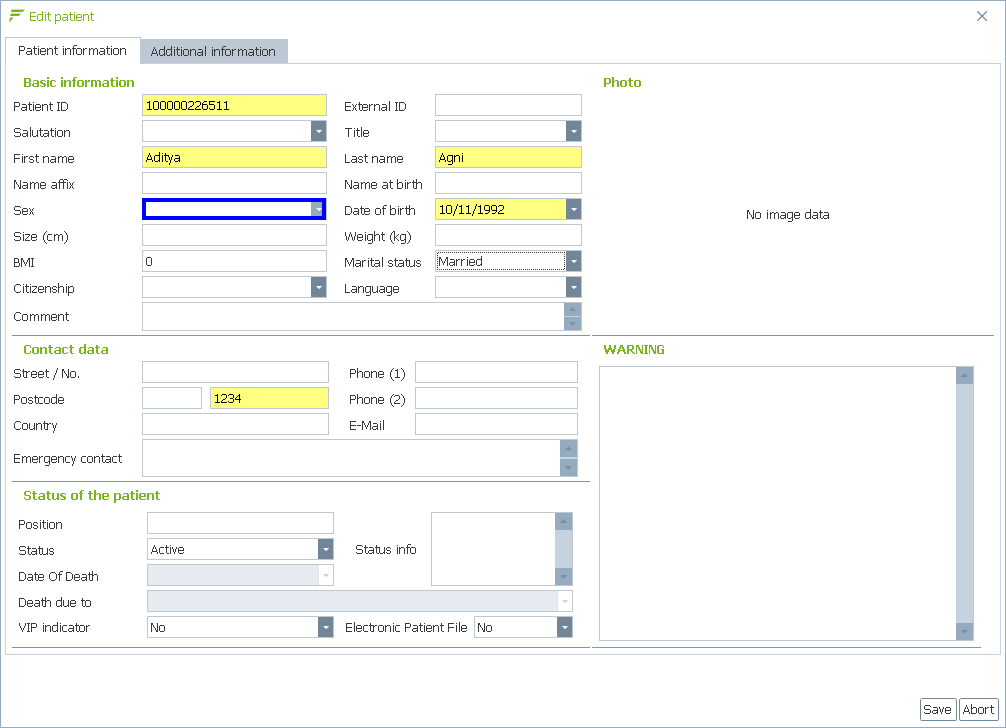 Edit patient
Patient information Additional information
Basic information Photo
Patient ID 100000226511 External ID
Salutation Title
First name Aditya Last name Agni
Name affix Name at birth
Sex Date of birth 10/11/1992
No image data
Size (cm) Weight (kg)
BMI 0 Marital status Married
Citizenship Language
Comment
Contact data WARNING
Street / No. Phone (1)
Postcode 1234 Phone (2)
Country E-Mail
Emergency contact
Status of the patient
Position
Status Active Status info
Date Of Death
Death due to
VIP indicator No Electronic Patient File No
Save Abort